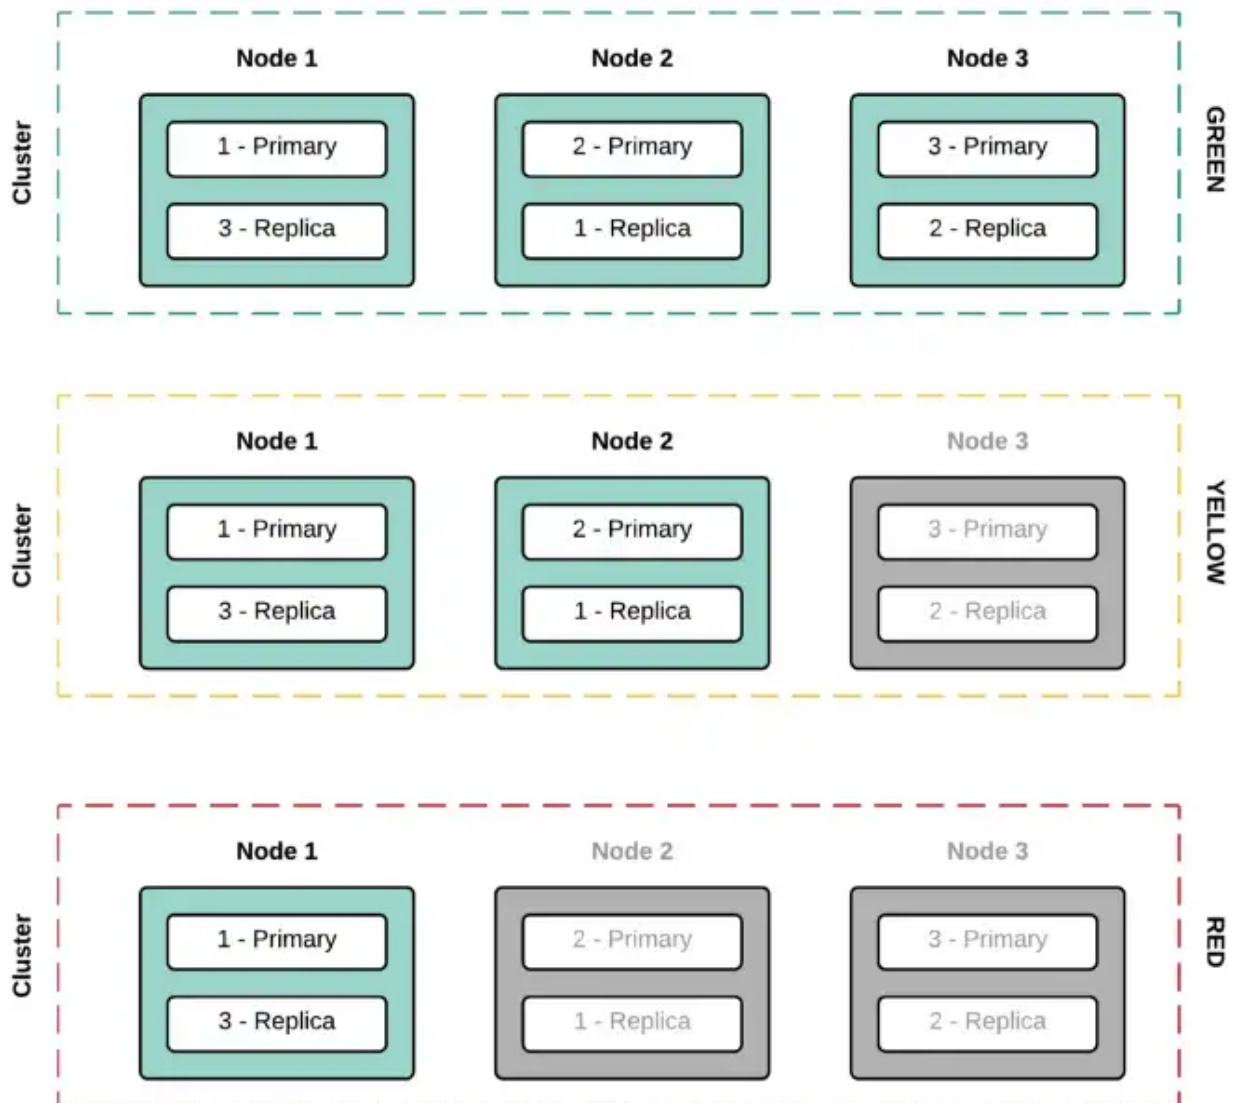 Node 1
Node 2
Node 3
Cluster
1 - Primary
2 - Primary
3 - Primary
GREEN
3 - Replica
1 - Replica
2 - Replica
Node 1
Node 2
Node 3
Cluster
1 - Primary
2 - Primary
3 - Primary
YELLOW
3 - Replica
1 - Replica
2 - Replica
Node 1
Node 2
Node 3
Cluster
1 - Primary
2 - Primary
3 - Primary
RED
3 - Replica
1 - Replica
2 - Replica